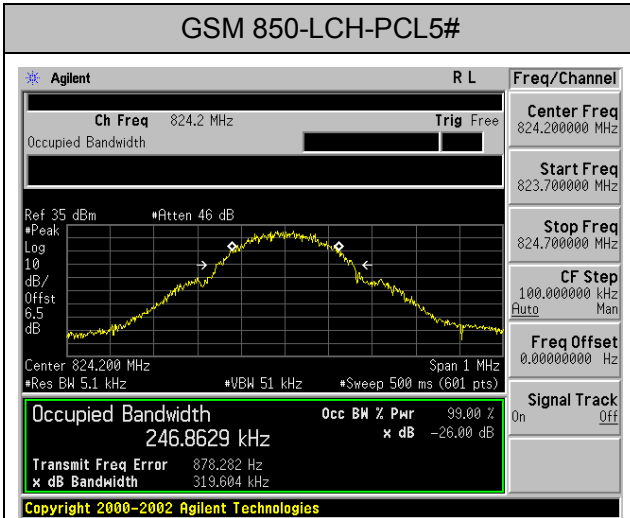 GSM 850-LCH-PCL5#
Agilent R L Freq/Channel
Ch Freq 824.2 MHz Trig Free
Occupied Bandwidth
Center Freq
824.200000 MHz
Start Freq
823.700000 MHz
Stop Freq
824.700000 MHz
CF Step
100.000000 kHz
Auto Man
Freq Offset
0.00000000 Hz
Signal Track
On Off
Ref 35 dBm #Atten 46 dB
#Peak
Log
10
dB/
Offst
6.5
dB
Center 824.200 MHz Span 1 MHz
#Res BW 5.1 kHz #VBW 51 kHz #Sweep 500 ms (601 pts)
Occupied Bandwidth Occ BW % Pwr 99.00 %
246.8629 kHz x dB -26.00 dB
Transmit Freq Error 878.282 Hz
x dB Bandwidth 319.604 kHz
Copyright 2000-2002 Agilent Technologies